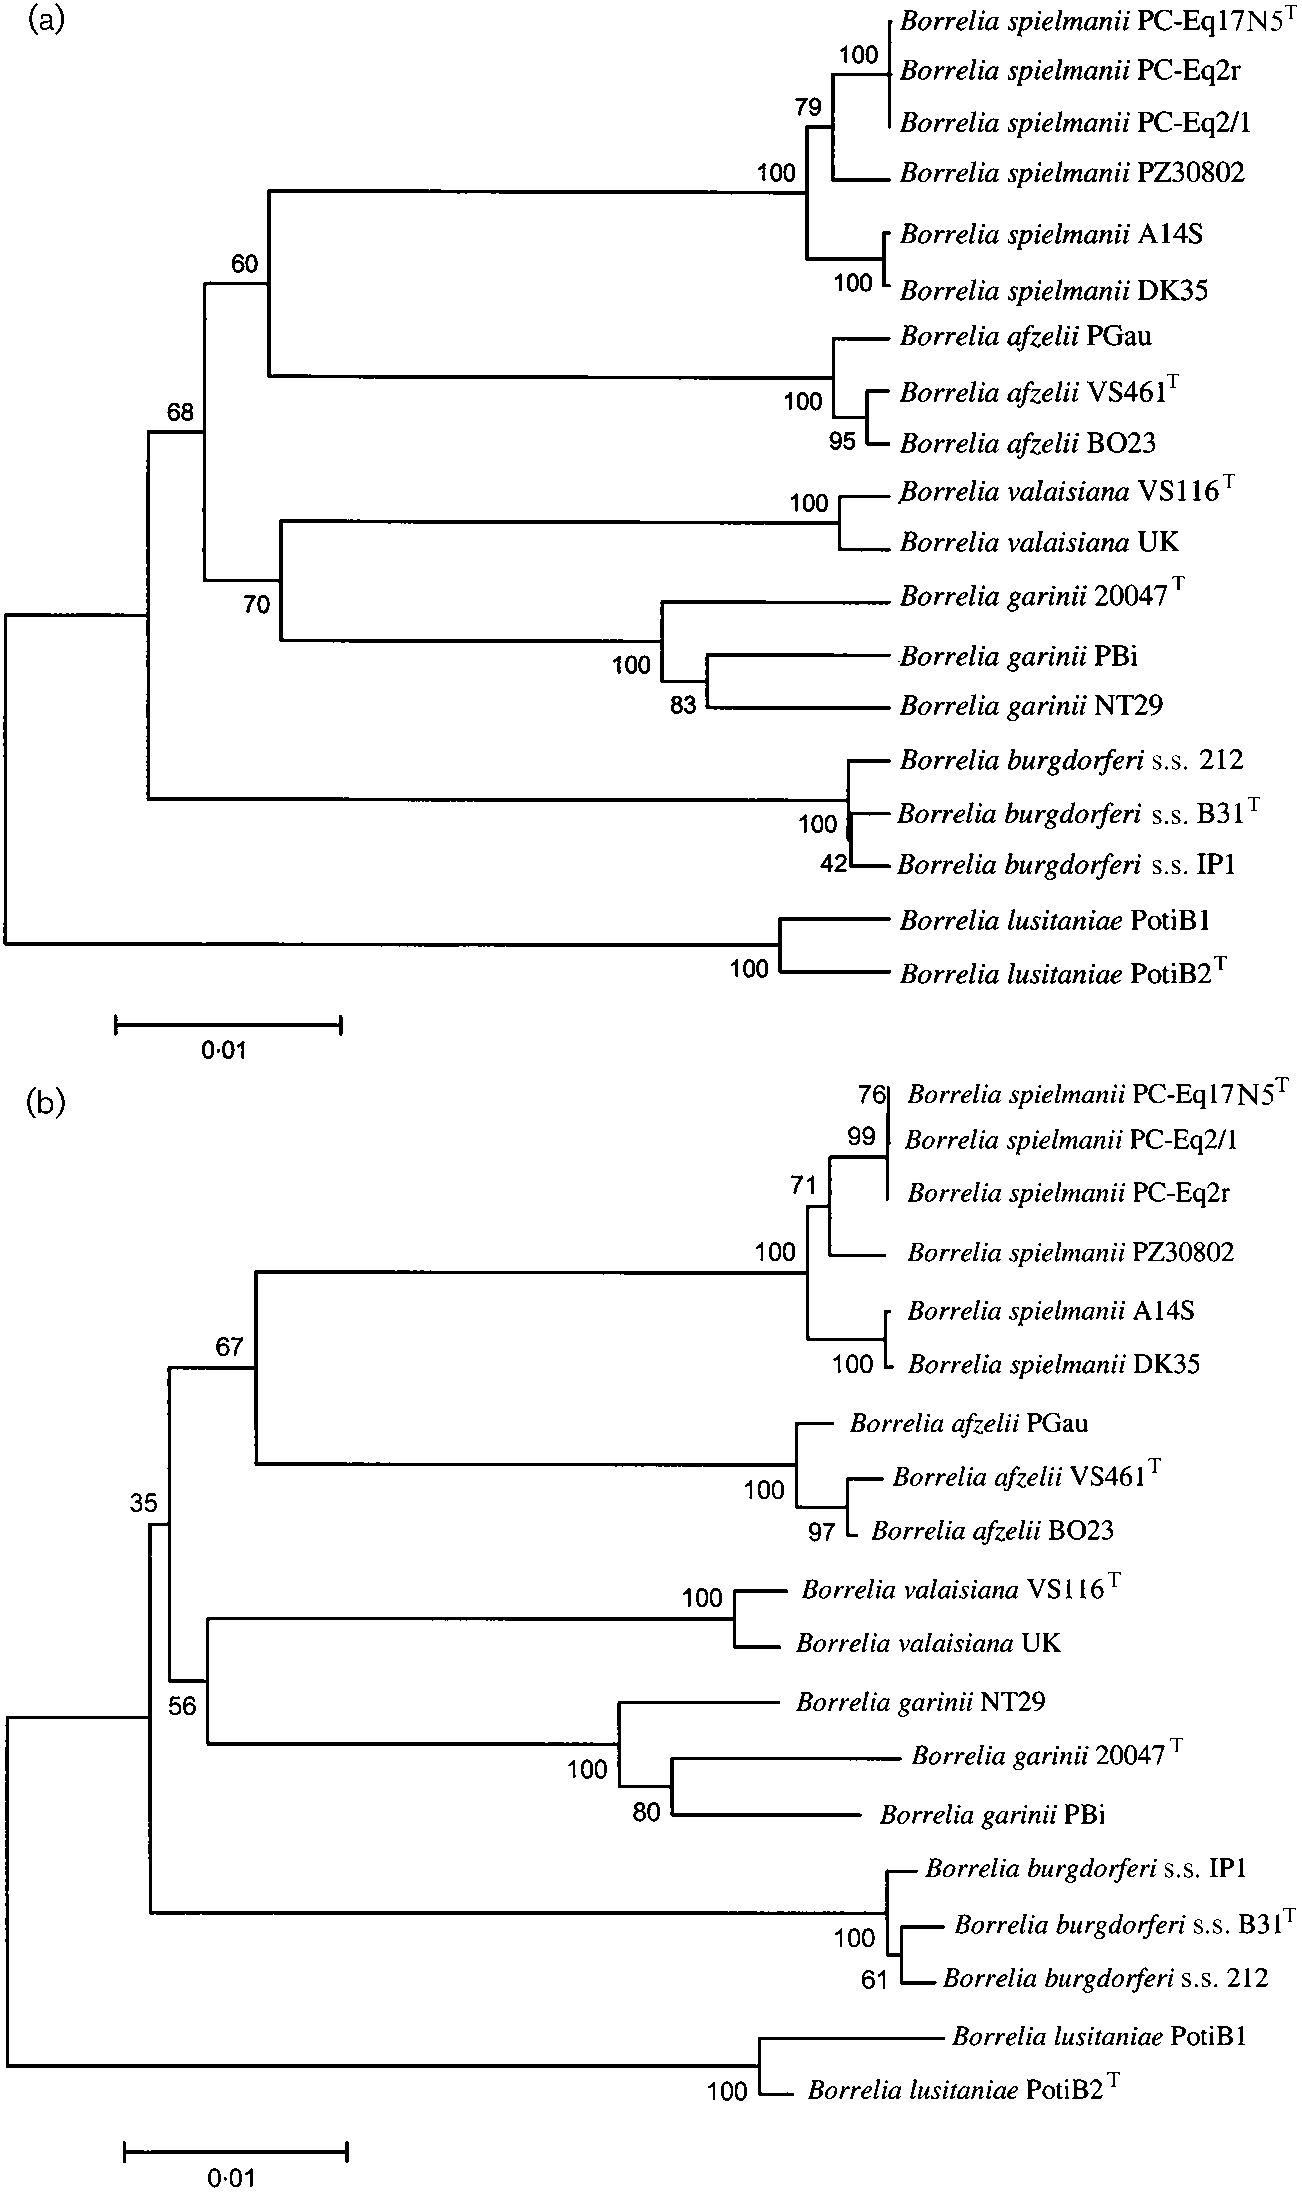 (a)
Borrelia spielmanii PC-Eq17N5T
100
Borrelia spielmanii PC-Eq2r
79
Borrelia spielmanii PC-Eq2/1
100
Borrelia spielmanii PZ30802
Borrelia spielmanii A14S
60
100
Borrelia spielmanii DK35
Borrelia afzelii PGau
Borrelia afzelii VS461T
100
68
95
Borrelia afzelii BO23
Borrelia valaisiana VS116T
100
Borrelia valaisiana UK
Borrelia garinii 20047T
70
Borrelia garinii PBi
100
83
Borrelia garinii NT29
Borrelia burgdorferi s.s. 212
Borrelia burgdorferi s.s. B31T
100
42
Borrelia burgdorferi s.s. IP1
Borrelia lusitaniae PotiB1
100
Borrelia lusitaniae PotiB2T
0·01
(b)
76
Borrelia spielmanii PC-Eq17N5T
99
Borrelia spielmanii PC-Eq2/1
71
Borrelia spielmanii PC-Eq2r
100
Borrelia spielmanii PZ30802
Borrelia spielmanii A14S
67
100
Borrelia spielmanii DK35
Borrelia afzelii PGau
100
Borrelia afzelii VS461T
35
97
Borrelia afzelii BO23
100
Borrelia valaisiana VS116T
Borrelia valaisiana UK
56
Borrelia garinii NT29
100
Borrelia garinii 20047T
80
Borrelia garinii PBi
Borrelia burgdorferi s.s. IP1
100
Borrelia burgdorferi s.s. B31T
61
Borrelia burgdorferi s.s. 212
Borrelia lusitaniae PotiB1
100
Borrelia lusitaniae PotiB2T
0·01